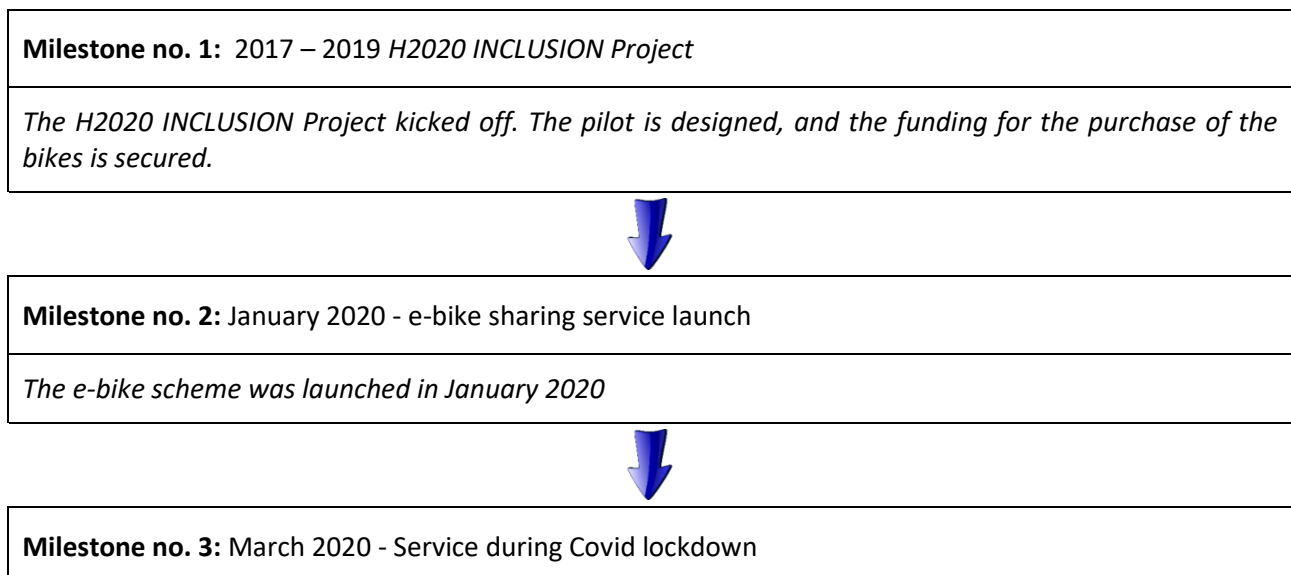 Milestone no. 1: 2017 – 2019 H2020 INCLUSION Project
The H2020 INCLUSION Project kicked off. The pilot is designed, and the funding for the purchase of the
bikes is secured.
Milestone no. 2: January 2020 - e-bike sharing service launch
The e-bike scheme was launched in January 2020
Milestone no. 3: March 2020 - Service during Covid lockdown